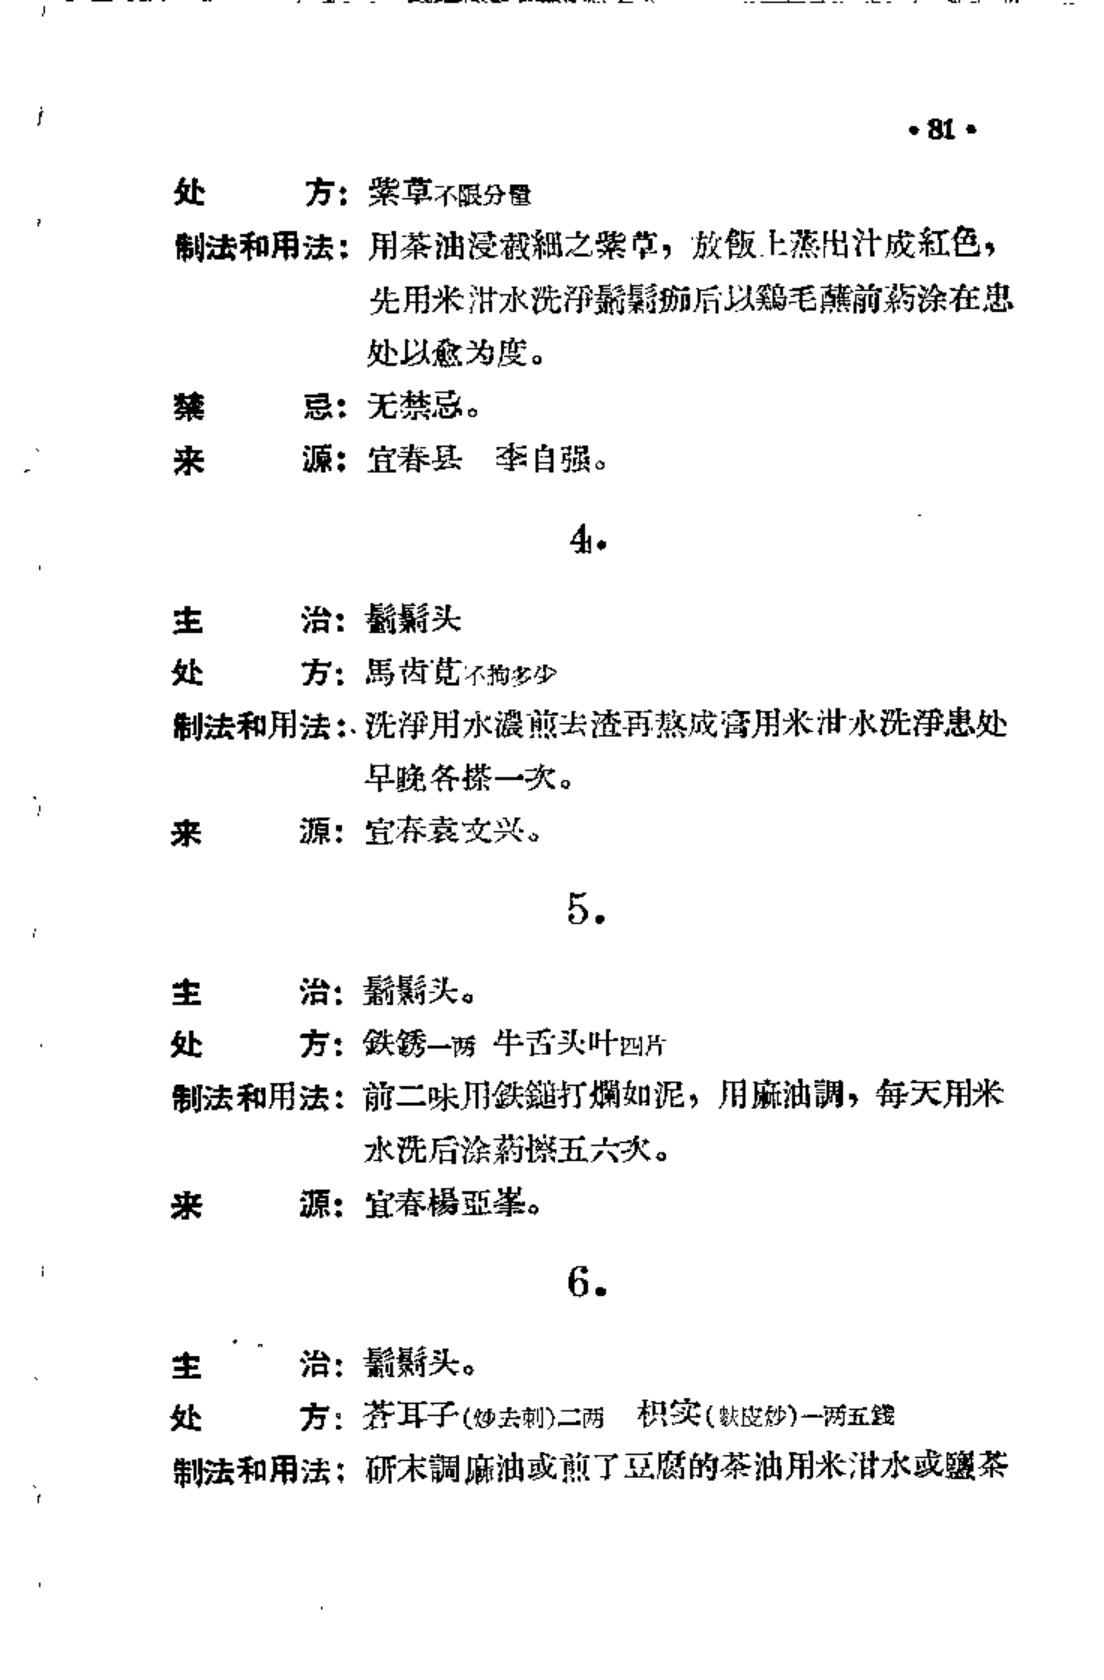 •81•
处方：紫草不限分量
制法和用法：用茶油浸截細之紫草，放飯上蒸出汁成紅色，
先用米泔水洗淨鬎鬁痂后以鷄毛蘸前葯涂在患
处以愈为度。
禁忌：无禁忌。
来源：宜春县　李自强。
4.
主治：鬎鬁头
处方：馬齿莧不拘多少
制法和用法：洗淨用水濃煎去渣再熬成膏用米泔水洗淨患处
早晚各搽一次。
来源：宜春袁文兴。
5.
主治：鬎鬁头。
处方：鉄銹一两 牛舌头叶四片
制法和用法：前二味用鉄鎚打爛如泥，用麻油調，每天用米
水洗后涂葯擦五六次。
来源：宜春楊亚峯。
6.
主治：鬎鬁头。
处方：蒼耳子(炒去刺)二两　枳实(麸皮炒)一两五錢
制法和用法：研末調麻油或煎了豆腐的茶油用米泔水或鹽茶